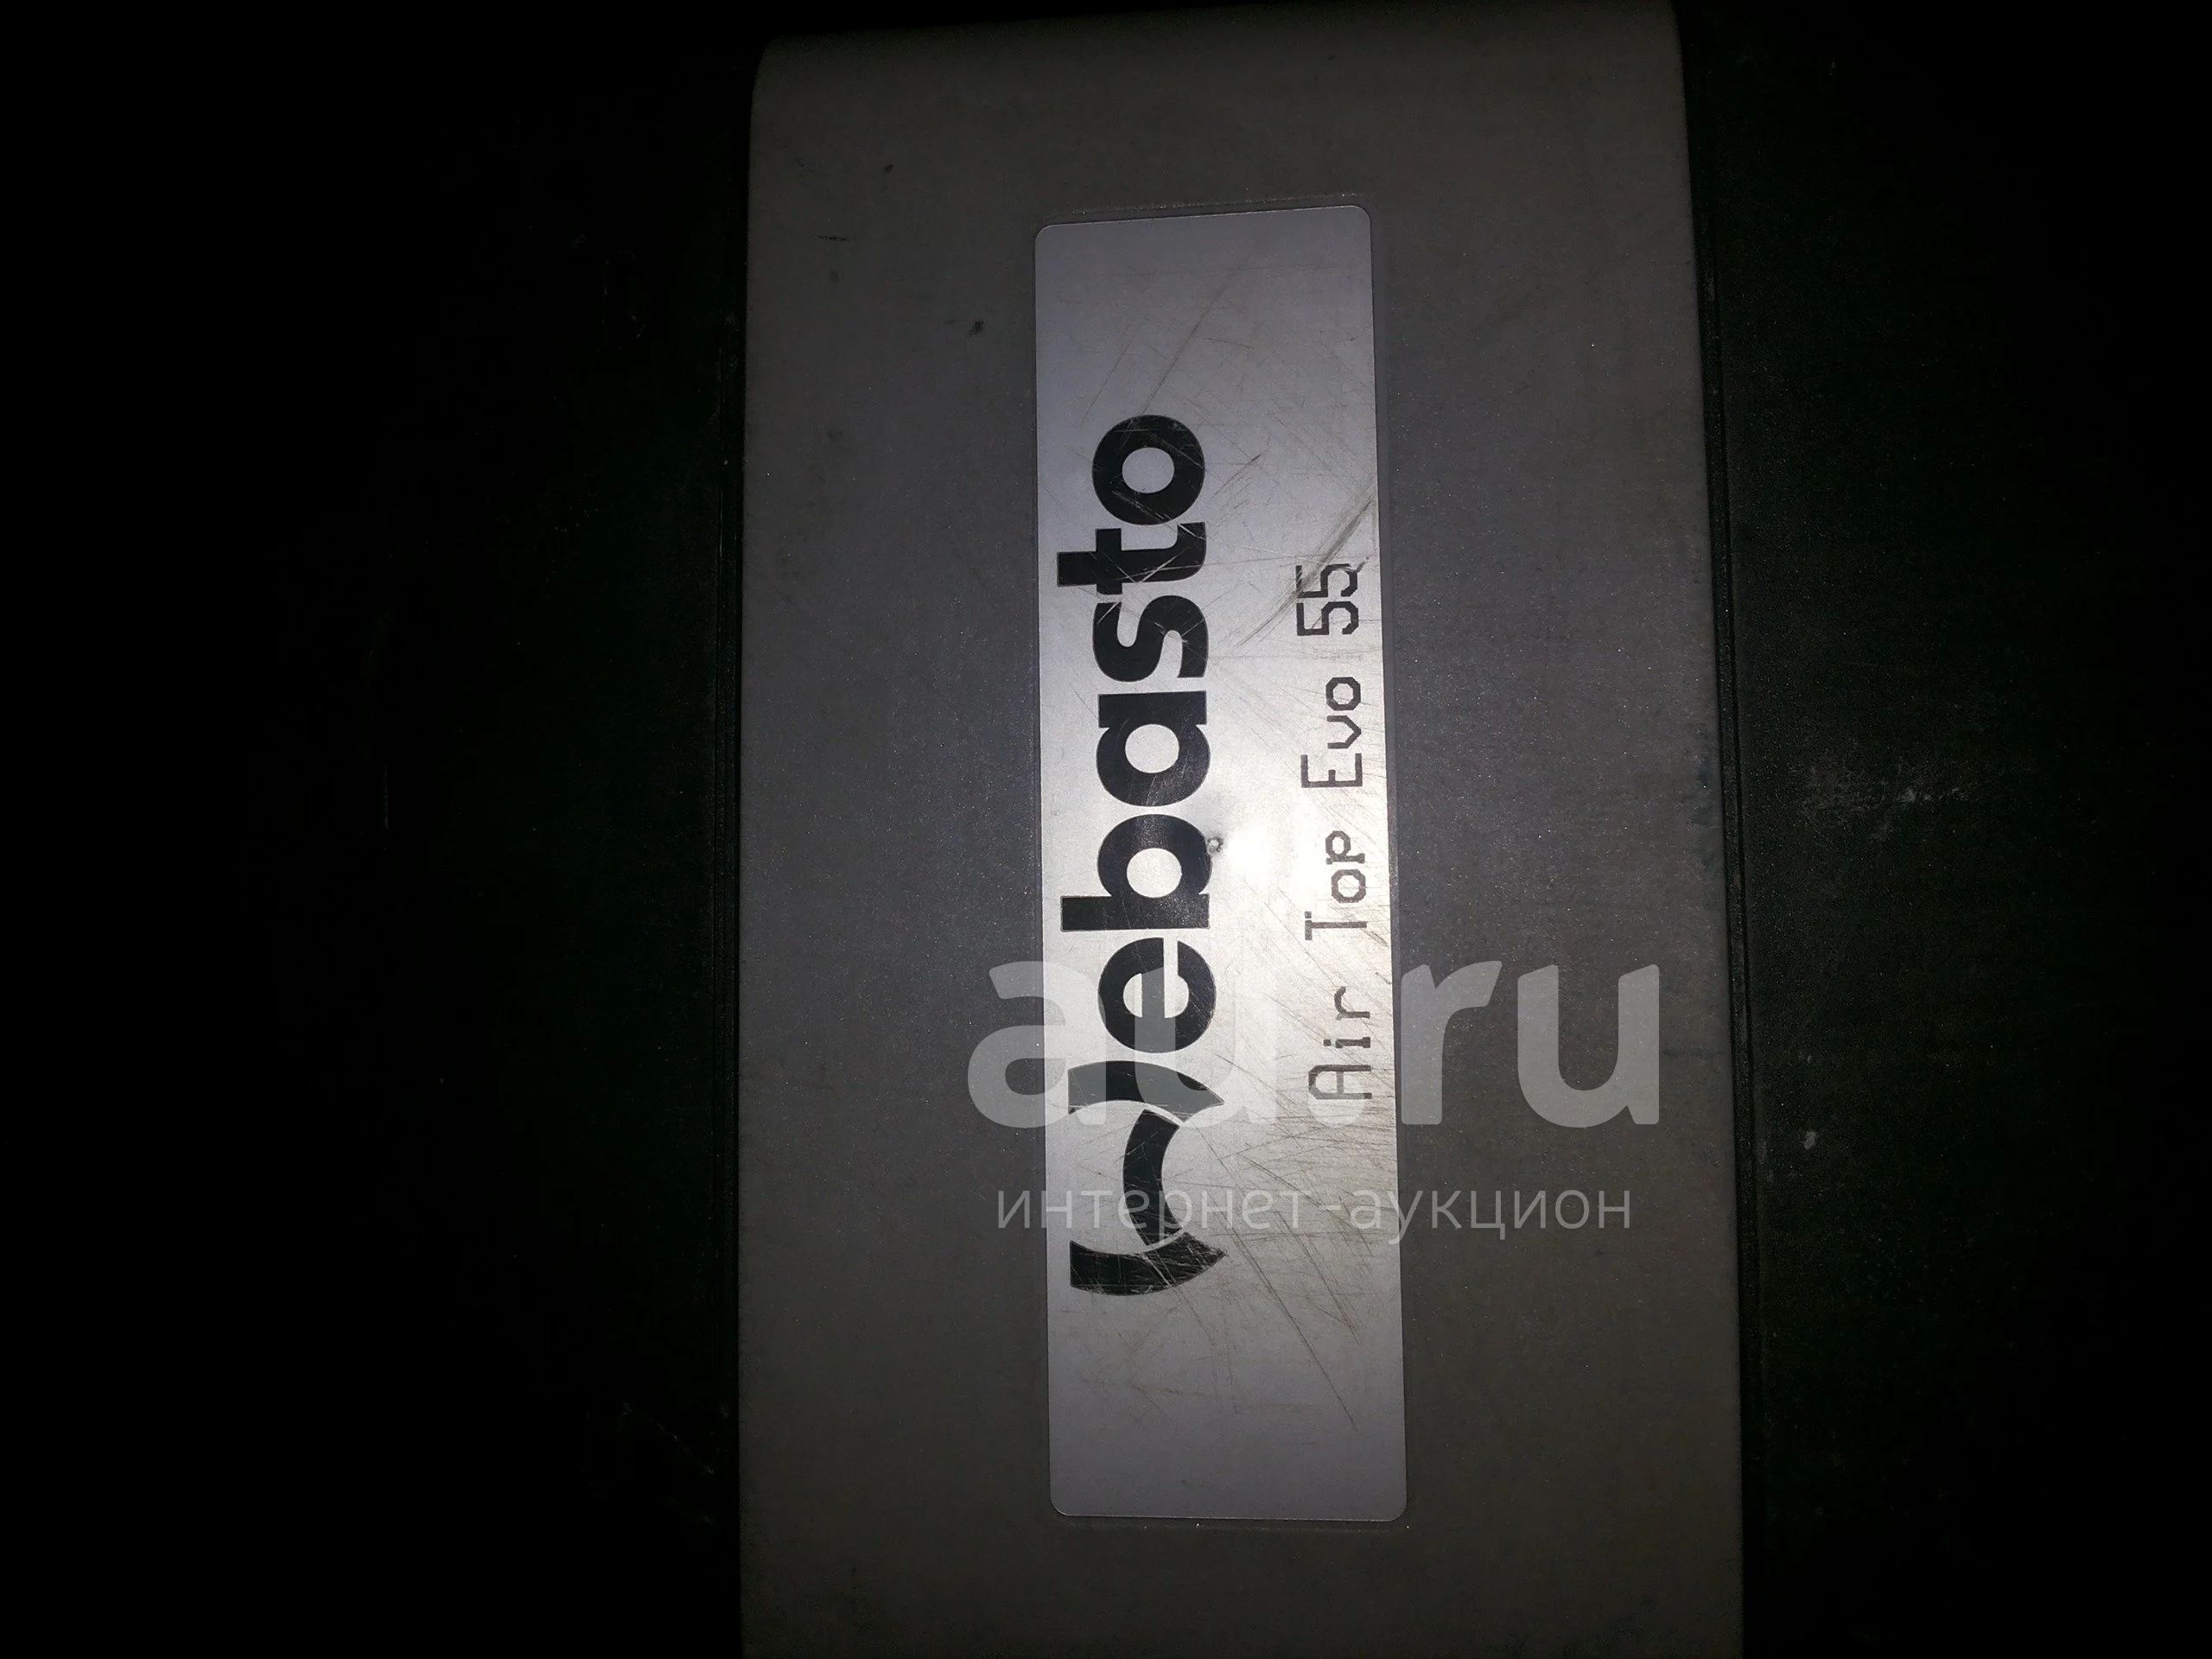 webasto
Air Top Evo 55
au.ru
интернет-аукцион